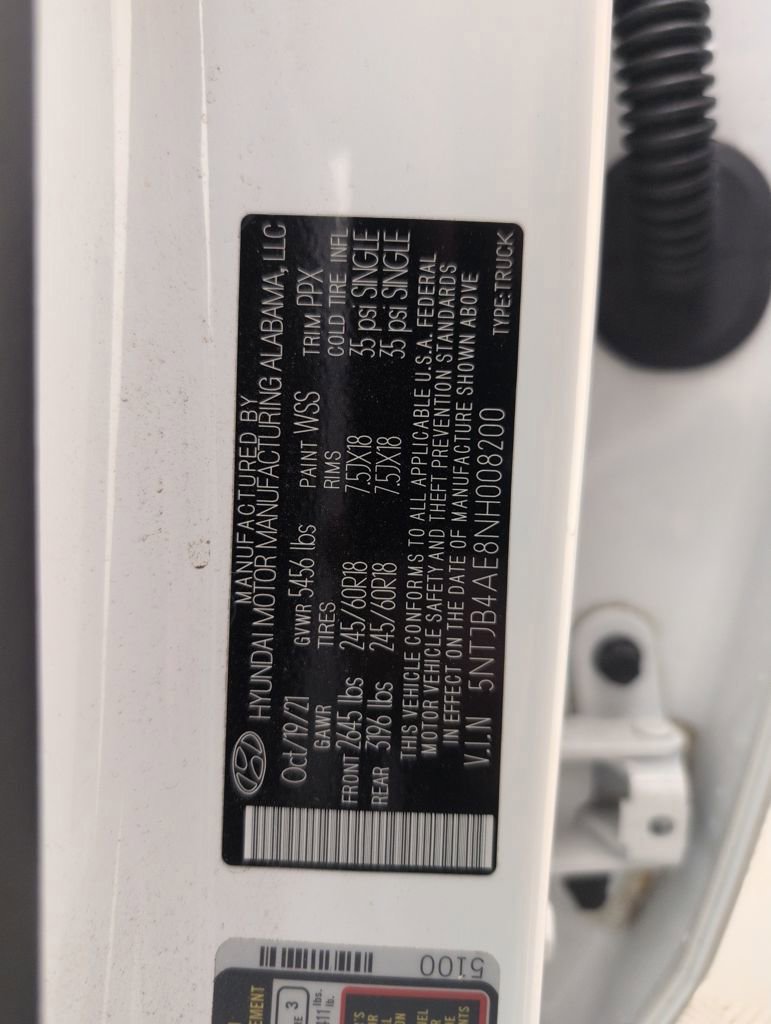 MANUFACTURED BY
HYUNDAI MOTOR MANUFACTURING ALABAMA, LLC
Oct/19/21 GVWR 5456 lbs PAINT WSS TRIM PPX
GAWR TIRES RIMS COLD TIRE INFL
FRONT 2645 lbs 245/60R18 7.5JX18 35 psi SINGLE
REAR 3196 lbs 245/60R18 7.5JX18 35 psi SINGLE
THIS VEHICLE CONFORMS TO ALL APPLICABLE U.S.A. FEDERAL
MOTOR VEHICLE SAFETY AND THEFT PREVENTION STANDARDS
IN EFFECT ON THE DATE OF MANUFACTURE SHOWN ABOVE
V.I.N 5NTJB4AE8NH008200 TYPE:TRUCK
5100
3